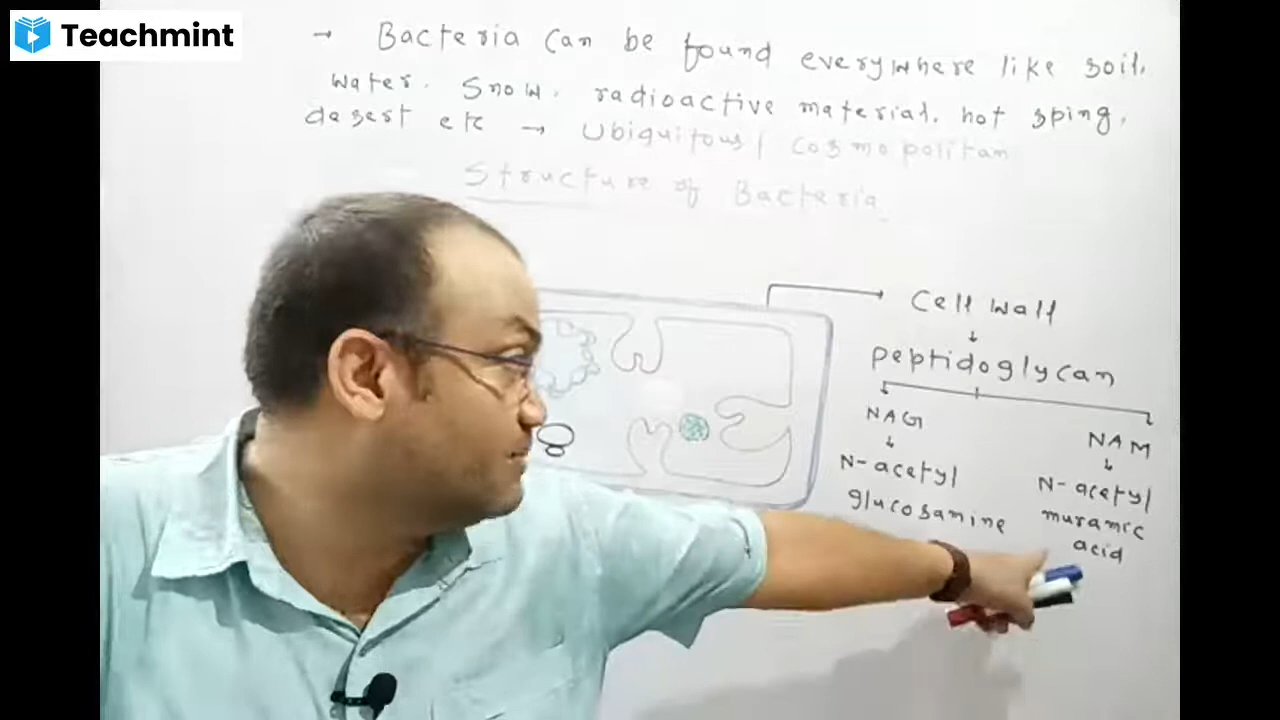 Teachmint
→ Bacteria can be found everywhere like soil,
water, snow, radioactive material, hot sping,
desert etc → Ubiquitous / cosmopolitan
Structure of Bacteria
Cell wall
peptidoglycan
NAG
NAM
N-acetyl
glucosamine
N-acetyl
muramic
acid